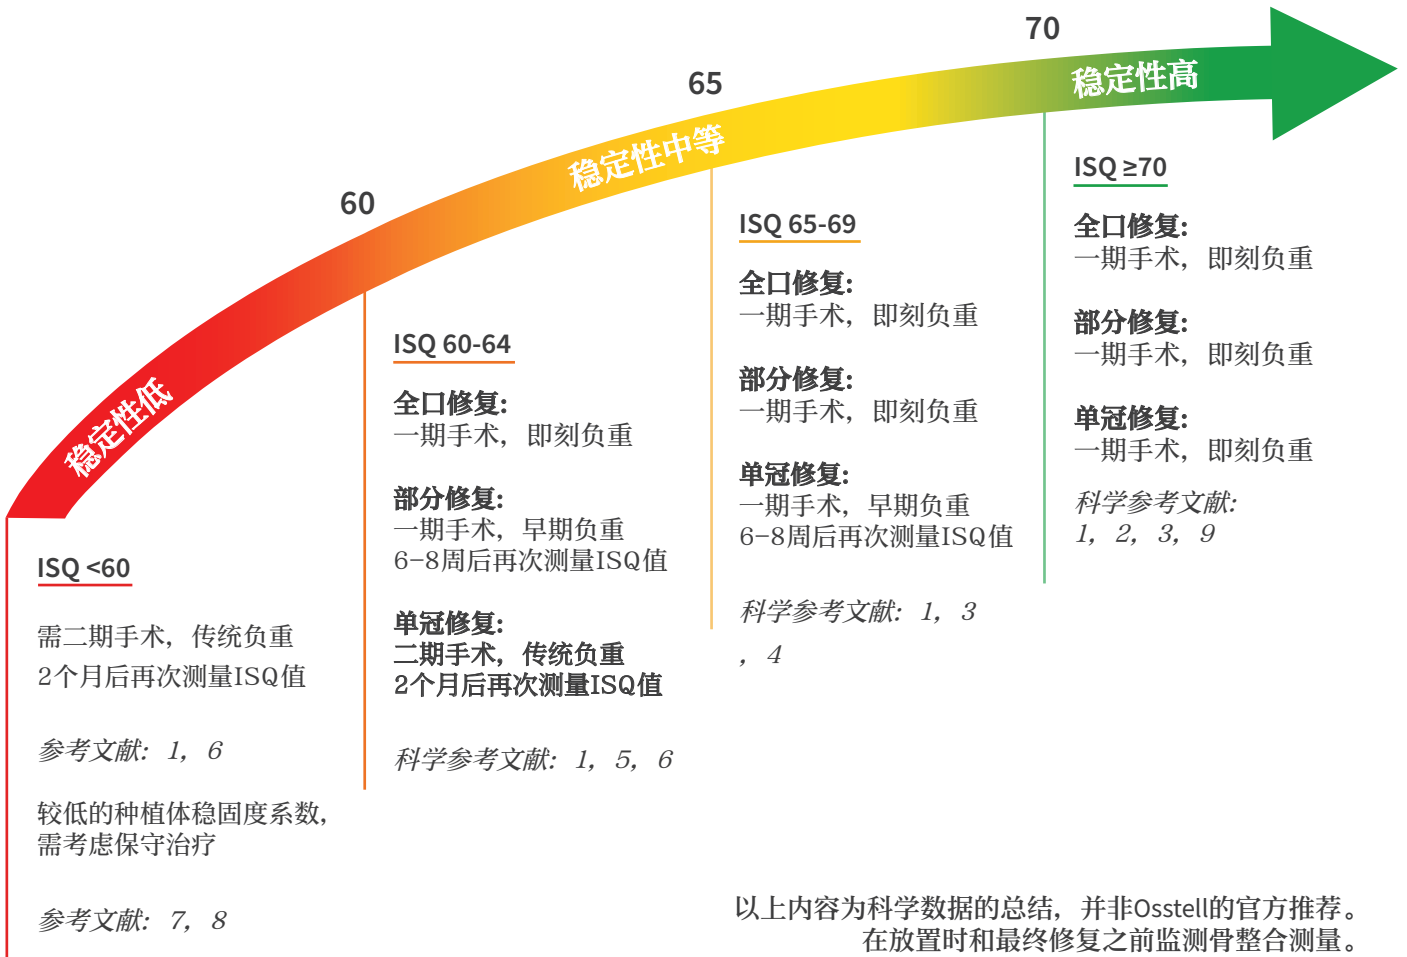 稳定性低
60
稳定性中等
65
70
稳定性高
ISQ <60
需二期手术，传统负重
2个月后再次测量ISQ值
参考文献：1，6
较低的种植体稳固度系数，
需考虑保守治疗
参考文献：7，8
ISQ 60-64
全口修复:
一期手术，即刻负重
部分修复:
一期手术，早期负重
6-8周后再次测量ISQ值
单冠修复:
二期手术，传统负重
2个月后再次测量ISQ值
科学参考文献：1，5，6
ISQ 65-69
全口修复:
一期手术，即刻负重
部分修复:
一期手术，即刻负重
单冠修复:
一期手术，早期负重
6-8周后再次测量ISQ值
科学参考文献：1，3
，4
ISQ ≥70
全口修复:
一期手术，即刻负重
部分修复:
一期手术，即刻负重
单冠修复:
一期手术，即刻负重
科学参考文献:
1，2，3，9
以上内容为科学数据的总结，并非Osstell的官方推荐。
在放置时和最终修复之前监测骨整合测量。